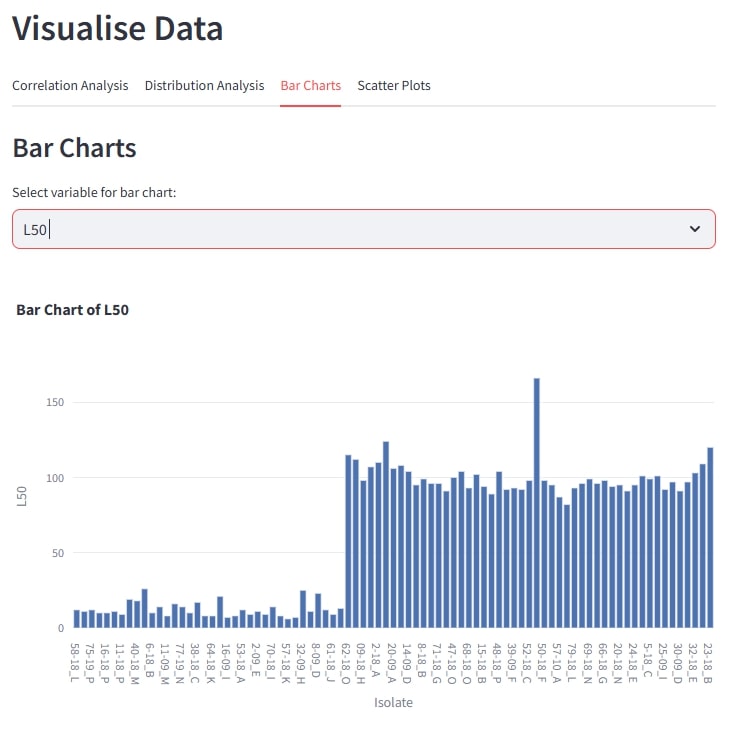 Visualise Data
Correlation Analysis Distribution Analysis Bar Charts Scatter Plots
Bar Charts
Select variable for bar chart:
L50
Bar Chart of L50
150
100
50
0
L50
58-18_L 75-19_P 16-18_P 11-18_P 40-18_M 6-18_B 11-09_M 77-19_N 38-18_C 64-18_K 16-09_I 53-18_A 2-09_E 70-18_I 57-18_K 32-09_H 8-09_D 61-18_J 62-18_O 09-18_H 2-18_A 20-09_A 14-09_D 8-18_B 71-18_G 47-18_O 68-18_O 15-18_B 48-18_P 39-09_F 52-18_C 50-18_F 57-10_A 79-18_L 69-18_N 66-18_G 20-18_N 24-18_E 5-18_C 25-09_I 30-09_D 32-18_E 23-18_B
Isolate